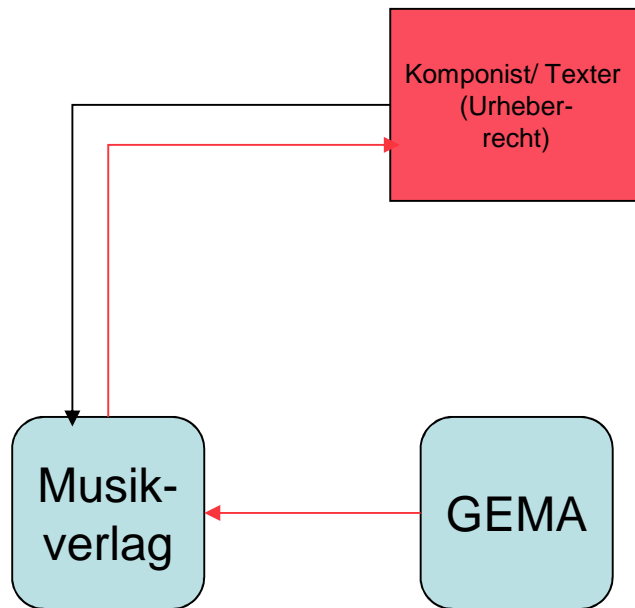 Komponist/ Texter
(Urheber-
recht)
Musik-
verlag
GEMA